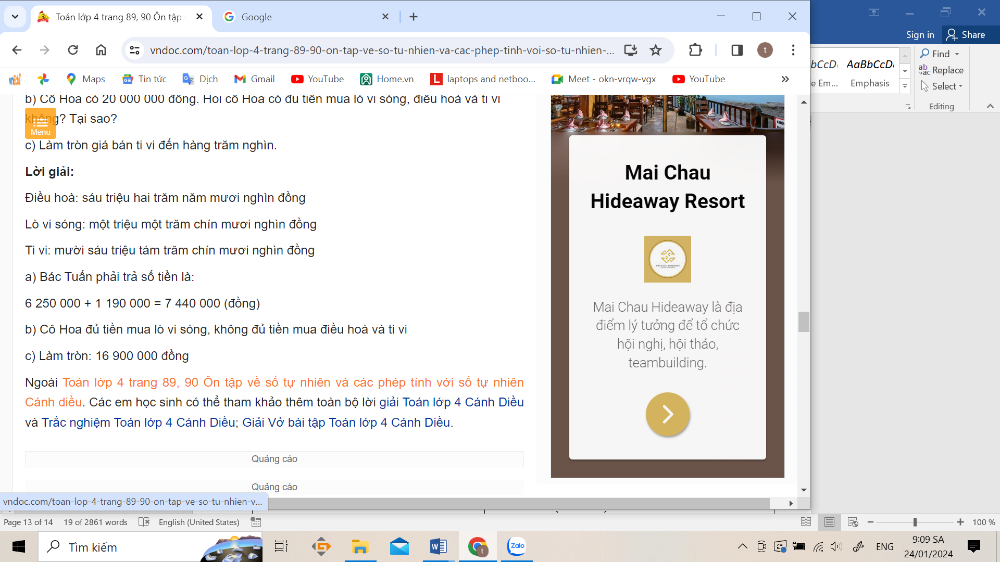 Toán lớp 4 trang 89, 90 Ôn tập v
Google
vndoc.com/toan-lop-4-trang-89-90-on-tap-ve-so-tu-nhien-va-cac-phep-tinh-voi-so-tu-nhien-...
t
vnEdu
Maps
Tin tức
Dịch
Gmail
YouTube
Home.vn
laptops and netboo...
Meet - okn-vrqw-vgx
YouTube
b) Cô Hoa có 20 000 000 đồng. Hỏi cô Hoa có đủ tiền mua lò vi sóng, điều hoà và ti vi
không? Tại sao?
Menu
c) Làm tròn giá bán ti vi đến hàng trăm nghìn.
Lời giải:
Điều hoà: sáu triệu hai trăm năm mươi nghìn đồng
Lò vi sóng: một triệu một trăm chín mươi nghìn đồng
Ti vi: mười sáu triệu tám trăm chín mươi nghìn đồng
a) Bác Tuấn phải trả số tiền là:
6 250 000 + 1 190 000 = 7 440 000 (đồng)
b) Cô Hoa đủ tiền mua lò vi sóng, không đủ tiền mua điều hoà và ti vi
c) Làm tròn: 16 900 000 đồng
Ngoài Toán lớp 4 trang 89, 90 Ôn tập về số tự nhiên và các phép tính với số tự nhiên
Cánh diều. Các em học sinh có thể tham khảo thêm toàn bộ lời giải Toán lớp 4 Cánh Diều
và Trắc nghiệm Toán lớp 4 Cánh Diều; Giải Vở bài tập Toán lớp 4 Cánh Diều.
Quảng cáo
Quảng cáo
vndoc.com/toan-lop-4-trang-89-90-on-tap-ve-so-tu-nhien-v...
Mai Chau
Hideaway Resort
Mai Chau Hideaway là địa
điểm lý tưởng để tổ chức
hội nghị, hội thảo,
teambuilding.
Sign in
Share
bCcD
AaBbCcD
e Em...
Emphasis
Find
Replace
Select
Editing
Page 13 of 14
19 of 2861 words
English (United States)
100 %
Tìm kiếm
Zalo
ENG
9:09 SA
24/01/2024